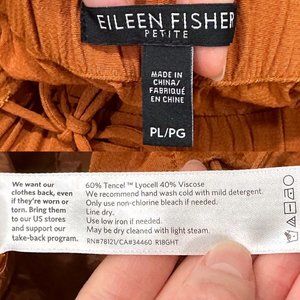 EILEEN FISHER
PETITE
MADE IN
CHINA/
FABRIQUÉ
EN CHINE
PL/PG
We want our
clothes back, even
if they're worn or
torn. Bring them
to our US stores
and support our
take-back program.
60% Tencel™ Lyocell 40% Viscose
We recommend hand wash cold with mild detergent.
Only use non-chlorine bleach if needed.
Line dry.
Use low iron if needed.
May be dry cleaned with light steam.
RN#78121/CA#34460 R18GHT